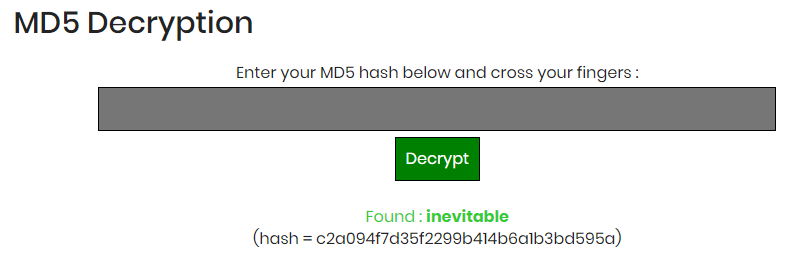 MD5 Decryption
Enter your MD5 hash below and cross your fingers :
Decrypt
Found : inevitable
(hash = c2a094f7d35f2299b414b6a1b3bd595a)